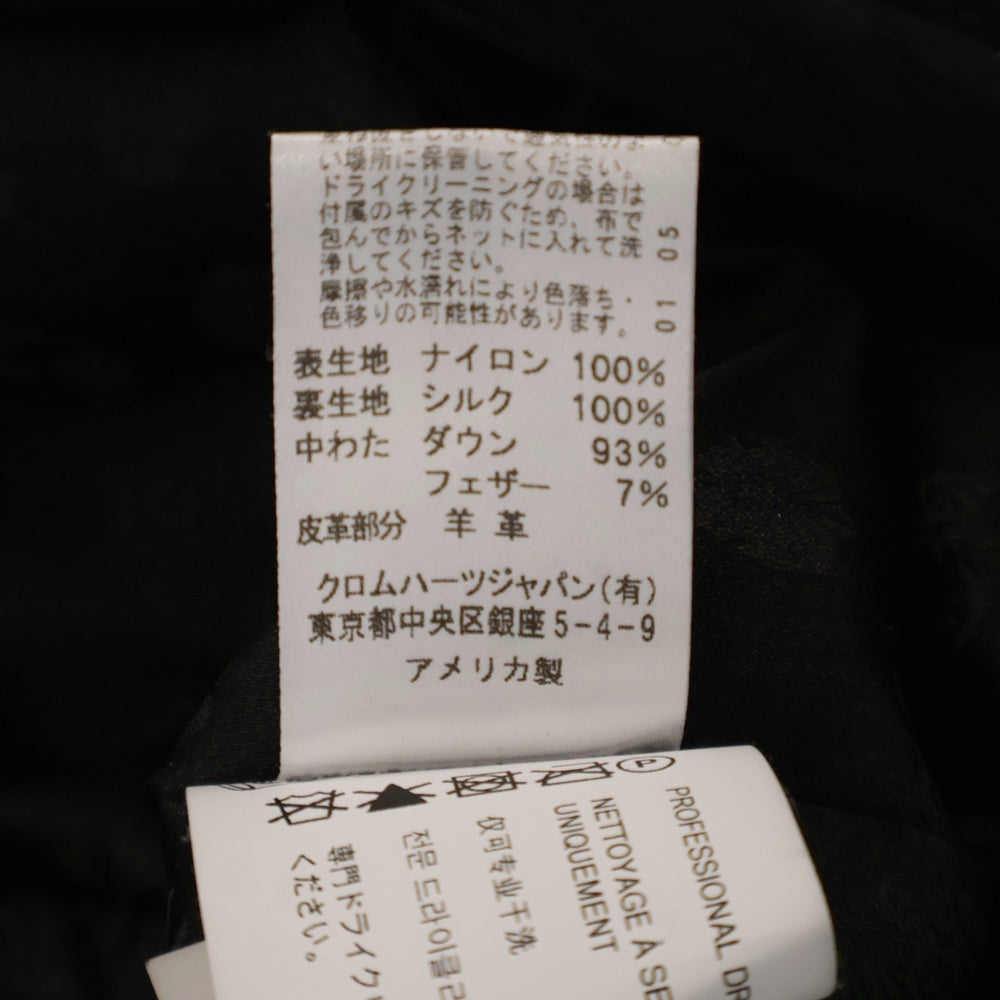 い場所に保管してください。
ドライクリーニングの場合は
付属のキズを防ぐため、布で
包んでからネットに入れて洗
浄してください。
摩擦や水濡れにより色落ち・
色移りの可能性があります。
01 05
表生地 ナイロン 100%
裏生地 シルク 100%
中わた ダウン 93%
フェザー 7%
皮革部分 羊革
クロムハーツジャパン(有)
東京都中央区銀座5-4-9
アメリカ製
PROFESSIONAL DR
NETTOYAGE À SE
UNIQUEMENT
仅可专业干洗
전문 드라이클리
専門ドライクリ
ください。